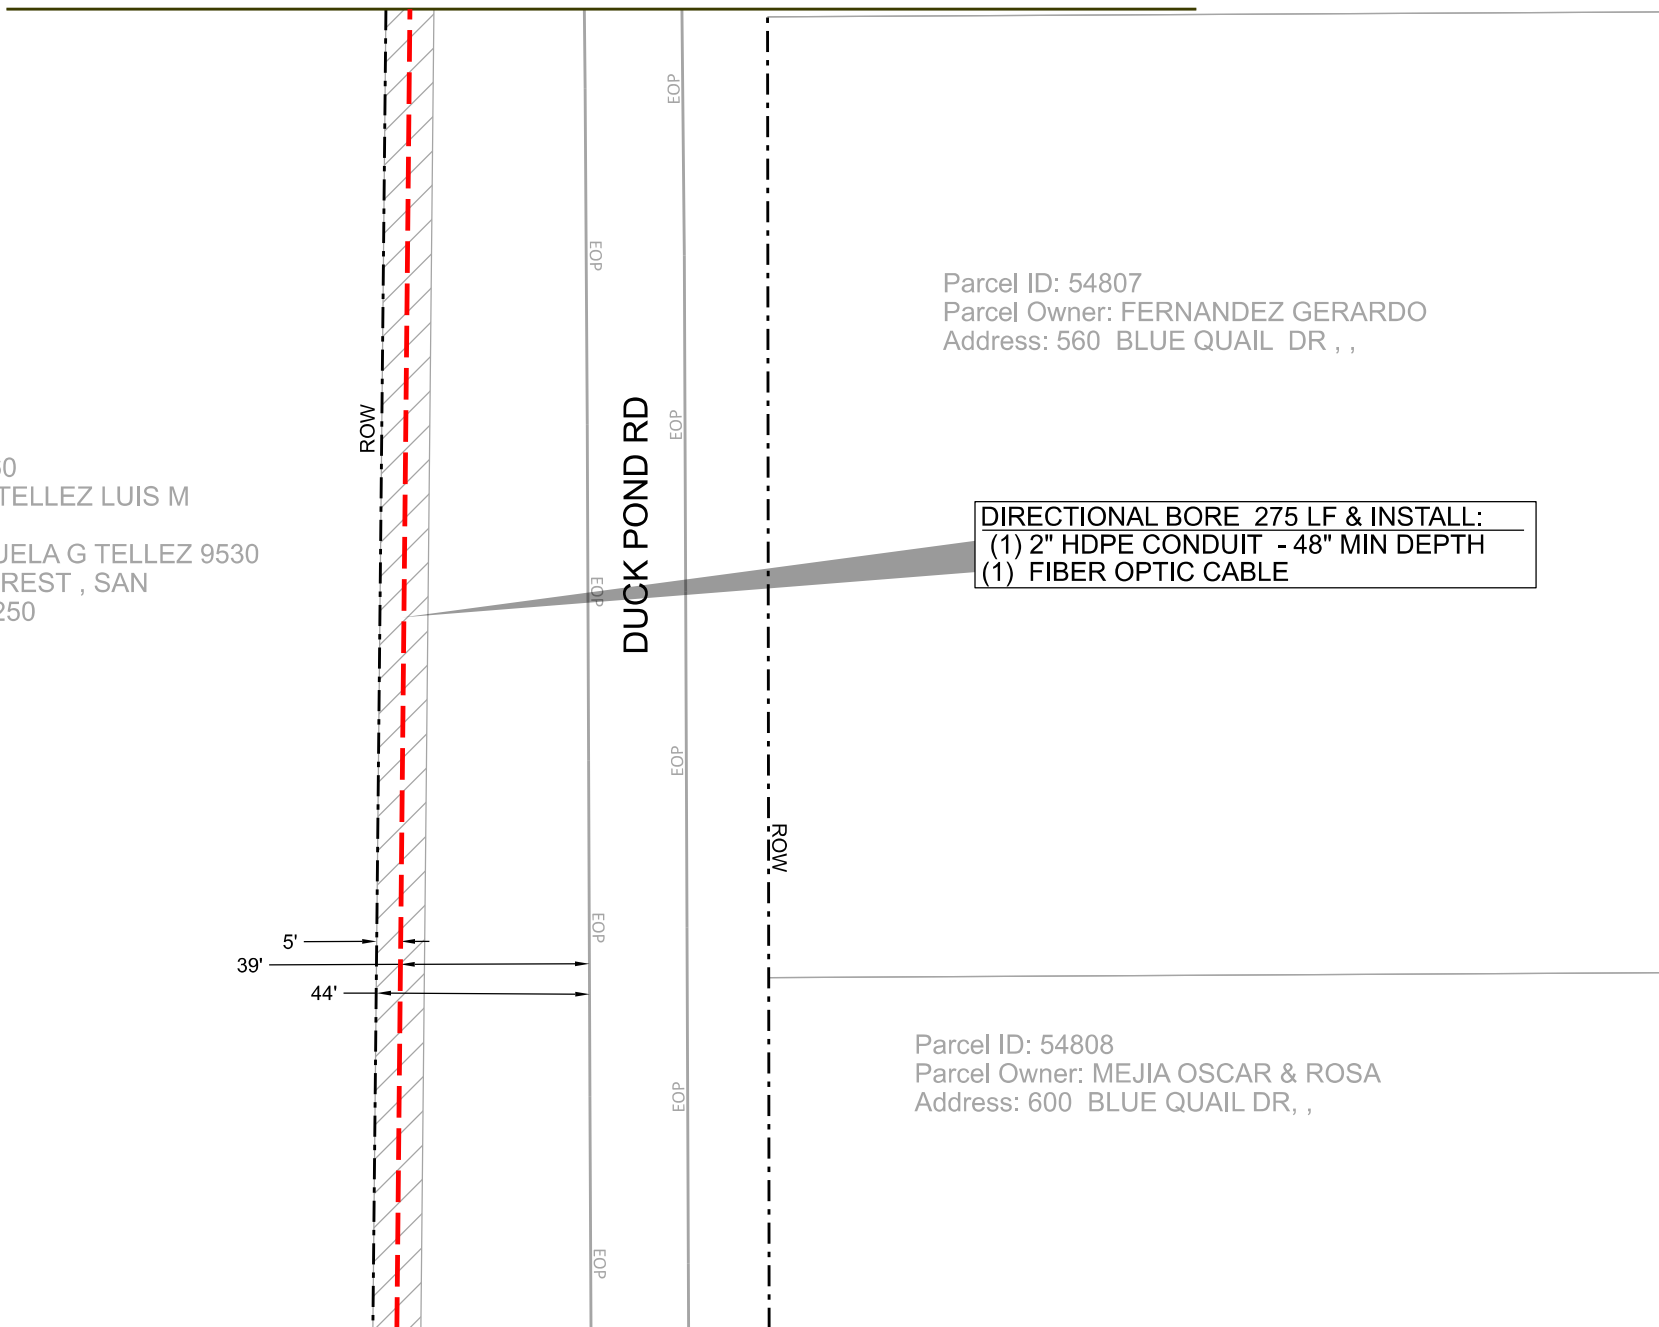 EOP
EOP
Parcel ID: 54807
Parcel Owner: FERNANDEZ GERARDO
Address: 560 BLUE QUAIL DR , ,
ROW
EOP
DUCK POND RD
TELLEZ LUIS M
DIRECTIONAL BORE 275 LF & INSTALL:
(1) 2" HDPE CONDUIT - 48" MIN DEPTH
(1) FIBER OPTIC CABLE
UELA G TELLEZ 9530
REST , SAN
250
EOP
EOP
ROW
EOP
5'
39'
44'
Parcel ID: 54808
Parcel Owner: MEJIA OSCAR & ROSA
Address: 600 BLUE QUAIL DR, ,
EOP
EOP